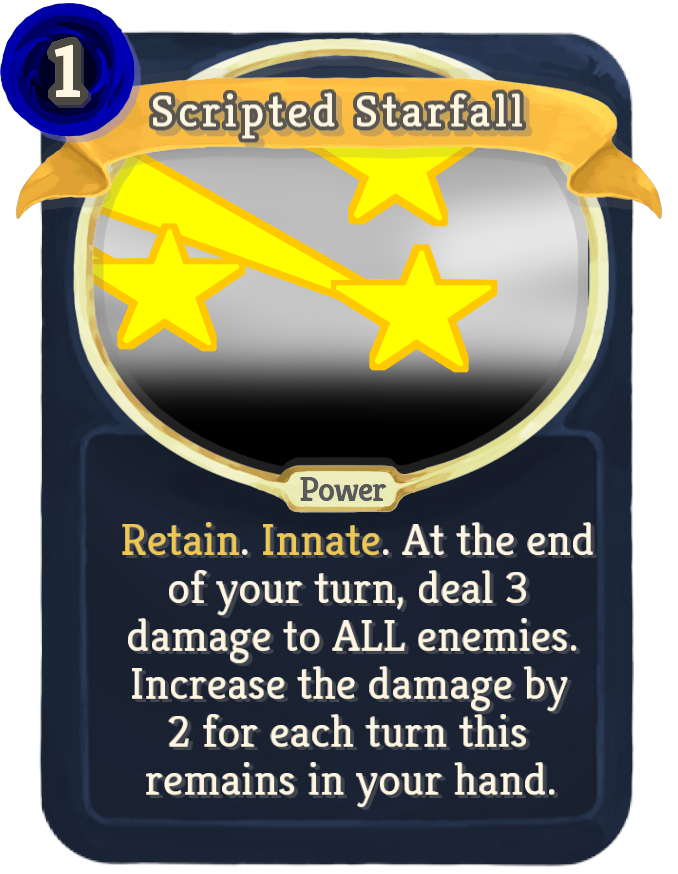 1
Scripted Starfall
Power
Retain. Innate. At the end
of your turn, deal 3
damage to ALL enemies.
Increase the damage by
2 for each turn this
remains in your hand.